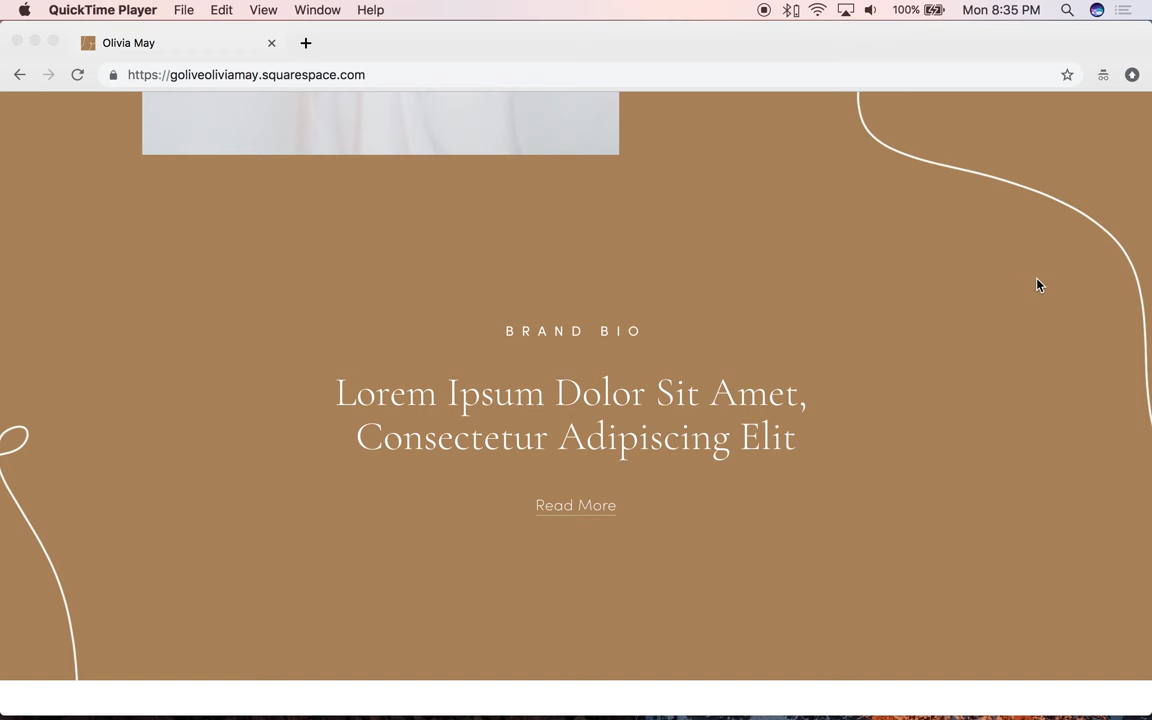 QuickTime Player File Edit View Window Help 100% Mon 8:35 PM
Olivia May
https://goliveoliviamay.squarespace.com
BRAND BIO
Lorem Ipsum Dolor Sit Amet,
Consectetur Adipiscing Elit
Read More